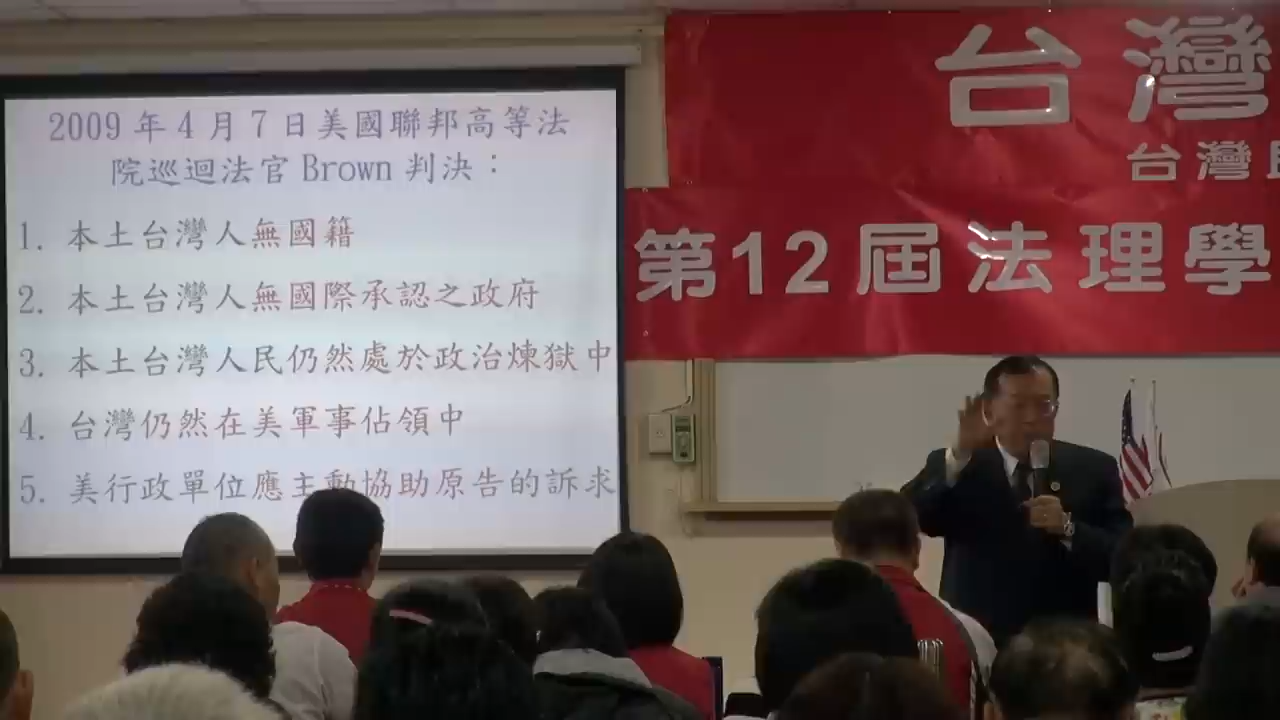 2009 年 4 月 7 日美國聯邦高等法
院巡迴法官 Brown 判決：
1. 本土台灣人無國籍
2. 本土台灣人無國際承認之政府
3. 本土台灣人民仍然處於政治煉獄中
4. 台灣仍然在美軍事佔領中
5. 美行政單位應主動協助原告的訴求
台灣
台灣
第12屆法理學